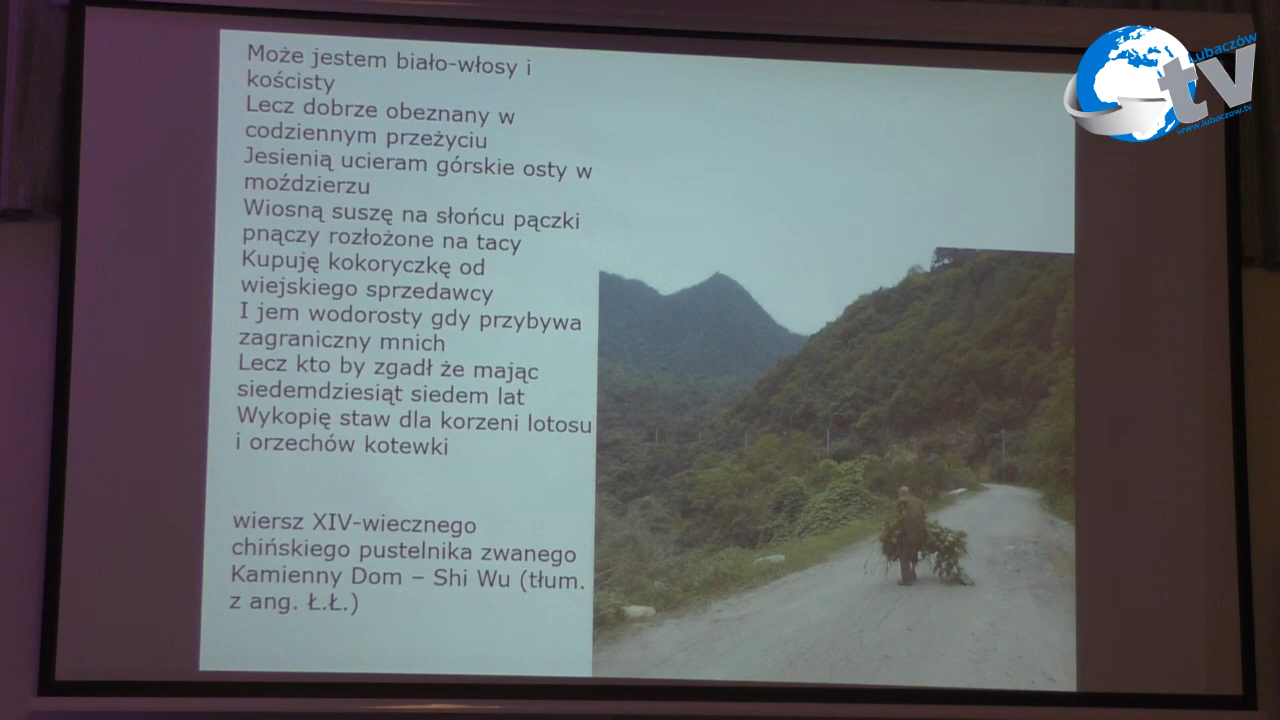 Może jestem biało-włosy i
kościsty
Lecz dobrze obeznany w
codziennym przeżyciu
Jesienią ucieram górskie osty w
moździerzu
Wiosną suszę na słońcu pączki
pnączy rozłożone na tacy
Kupuję kokoryczkę od
wiejskiego sprzedawcy
I jem wodorosty gdy przybywa
zagraniczny mnich
Lecz kto by zgadł że mając
siedemdziesiąt siedem lat
Wykopię staw dla korzeni lotosu
i orzechów kotewki
wiersz XIV-wiecznego
chińskiego pustelnika zwanego
Kamienny Dom – Shi Wu (tłum.
z ang. Ł.Ł.)
Lubaczów
tv
www.lubaczow.tv